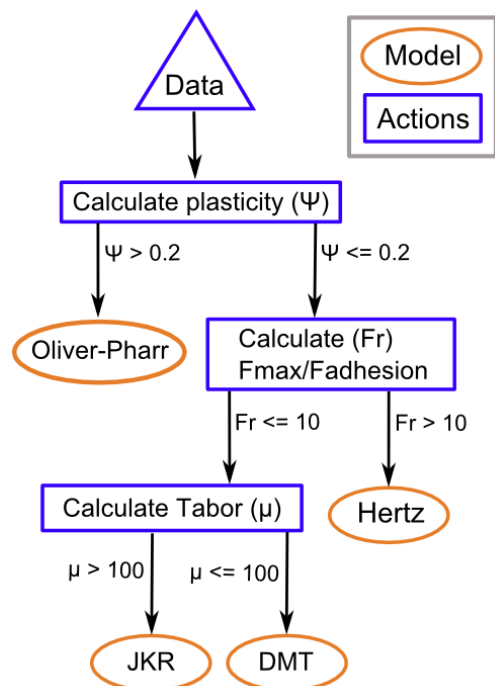 Data
Model
Actions
Calculate plasticity (Ψ)
Ψ > 0.2
Ψ <= 0.2
Oliver-Pharr
Calculate (Fr)
Fmax/Fadhesion
Fr <= 10
Fr > 10
Calculate Tabor (μ)
Hertz
μ > 100
μ <= 100
JKR
DMT